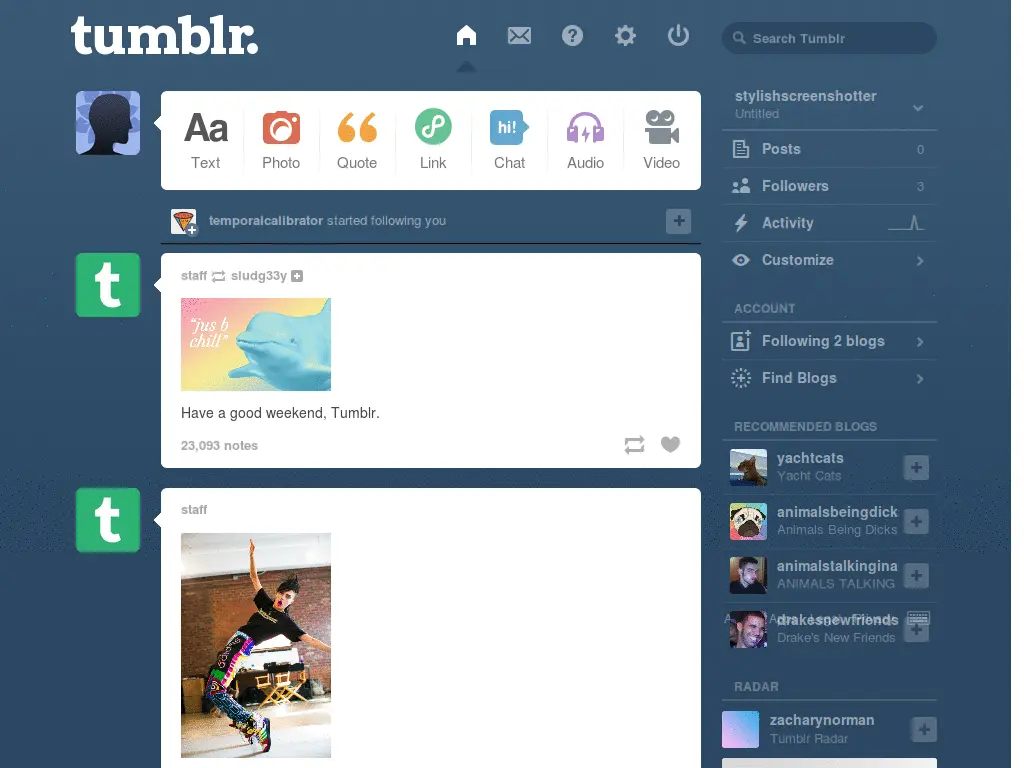 tumblr.
Search Tumblr
Aa
Text
Photo
Quote
Link
hi!
Chat
Audio
Video
temporalcalibrator started following you
staff sludg33y
"jus b
chill"
Have a good weekend, Tumblr.
23,093 notes
staff
stylishscreenshotter
Untitled
Posts 0
Followers 3
Activity
Customize
ACCOUNT
Following 2 blogs
Find Blogs
RECOMMENDED BLOGS
yachtcats
Yacht Cats
animalsbeingdick
Animals Being Dicks
animalstalkingina
ANIMALS TALKING
drakesnewfriends
Drake's New Friends
RADAR
zacharynorman
Tumblr Radar